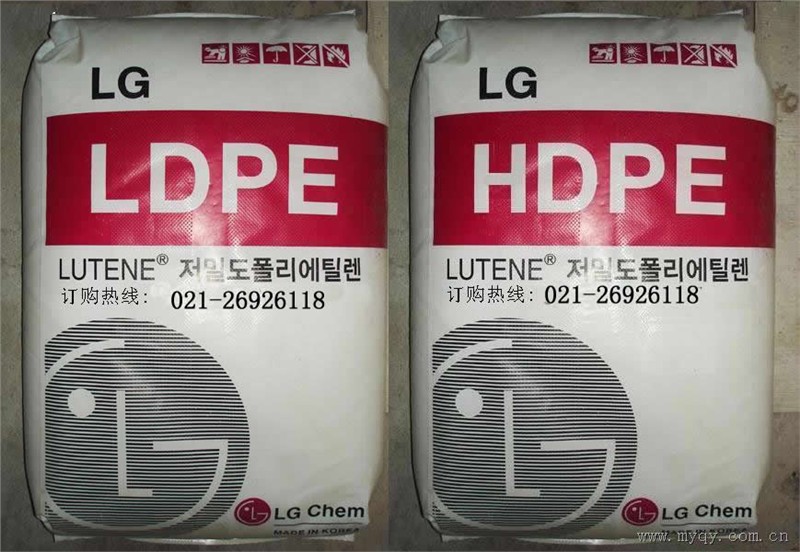 LG
LDPE
LUTENE® 저밀도폴리에틸렌
订购热线: 021-26926118
LG Chem
MADE IN KOREA
LG
HDPE
LUTENE® 저밀도폴리에틸렌
订购热线: 021-26926118
LG Chem
MADE IN KOREA
www.myqy.com.cn